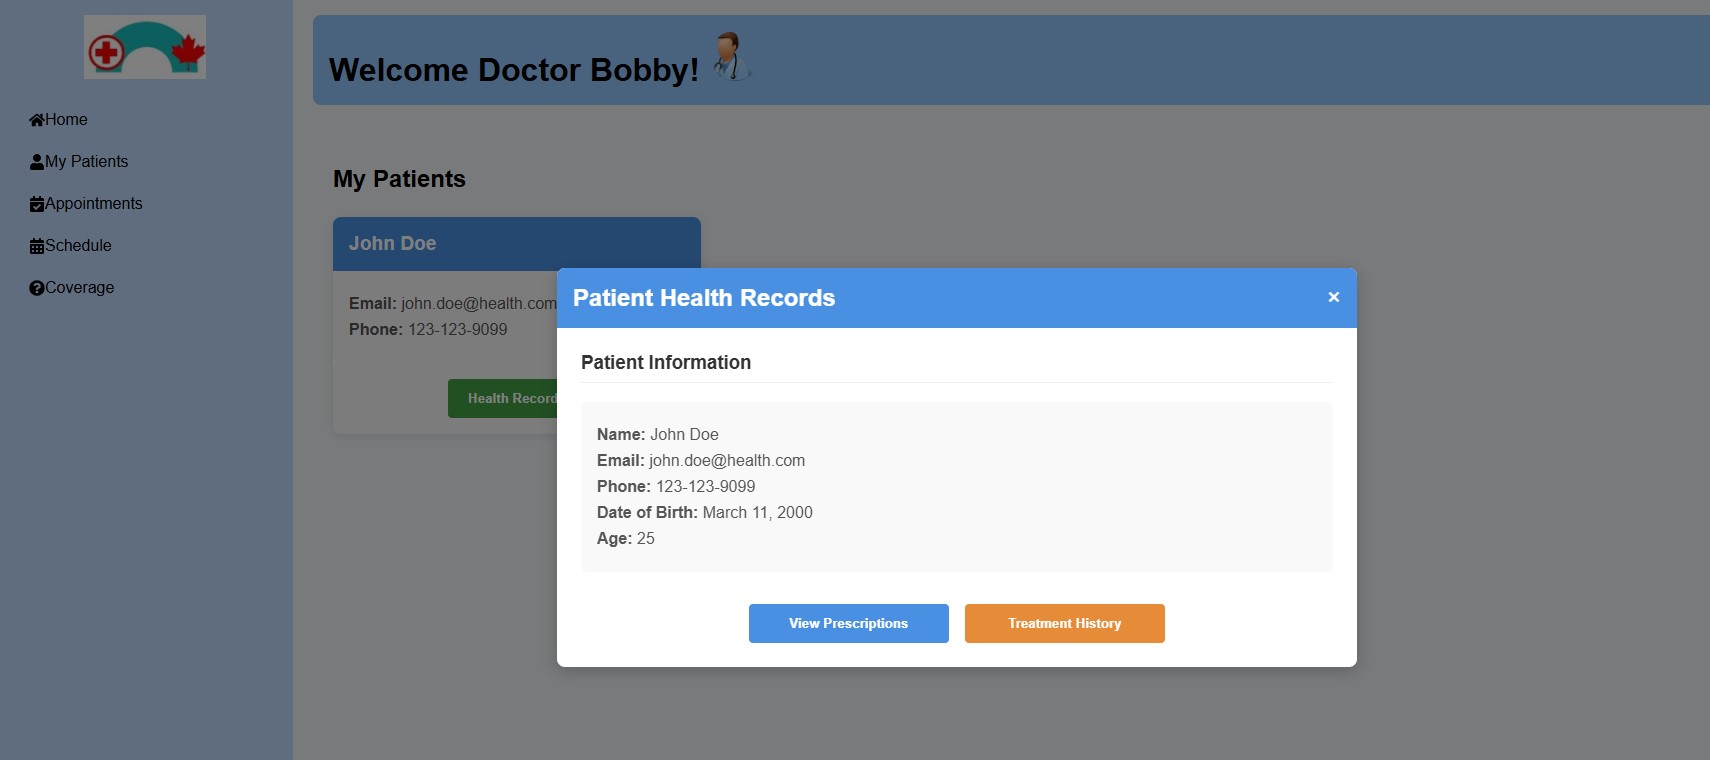 Welcome Doctor Bobby!
Home
My Patients
Appointments
Schedule
Coverage
My Patients
John Doe
Email: john.doe@health.com
Phone: 123-123-9099
Health Record
Patient Health Records
×
Patient Information
Name: John Doe
Email: john.doe@health.com
Phone: 123-123-9099
Date of Birth: March 11, 2000
Age: 25
View Prescriptions
Treatment History